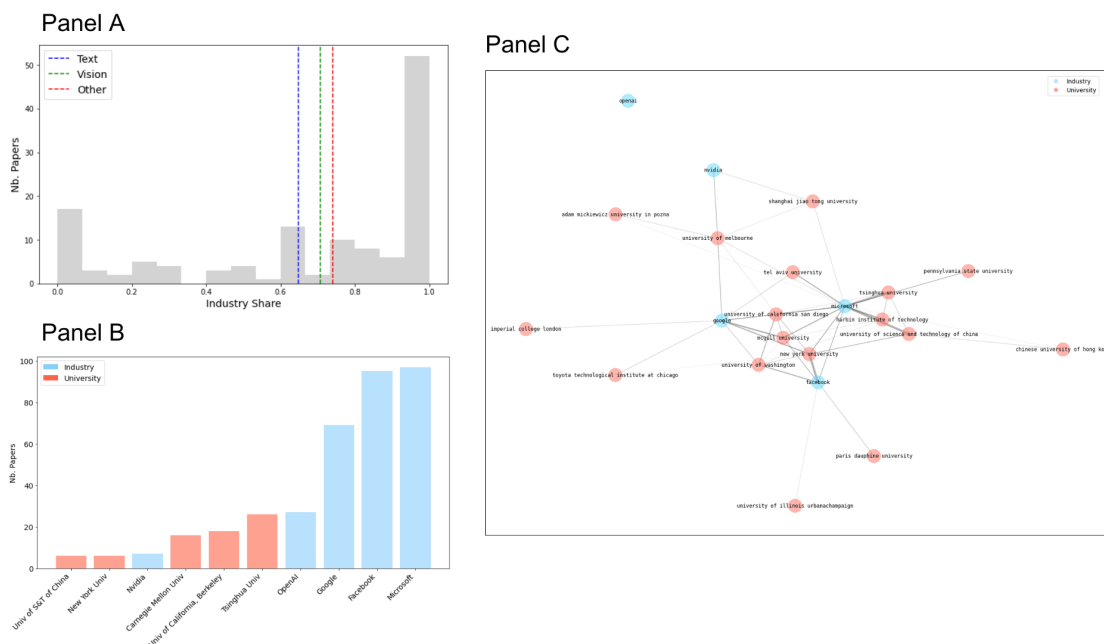 Panel A
Text
Vision
Other
Nb. Papers
50
40
30
20
10
0
0.0 0.2 0.4 0.6 0.8 1.0
Industry Share
Panel B
Industry
University
Nb. Papers
100
80
60
40
20
0
Univ of S&T of China
New York Univ
Nvidia
Carnegie Mellon Univ
Univ of California, Berkeley
Tsinghua Univ
OpenAI
Google
Facebook
Microsoft
Panel C
Industry
University
openai
nvidia
shanghai jiao tong university
adam mickiewicz university in pozna
university of melbourne
tel aviv university
pennsylvania state university
tsinghua university
microsoft
university of california san diego
google
harbin institute of technology
imperial college london
university of science and technology of china
mcgill university
chinese university of hong ko
new york university
university of washington
toyota technological institute at chicago
facebook
paris dauphine university
university of illinois urbanachampaign